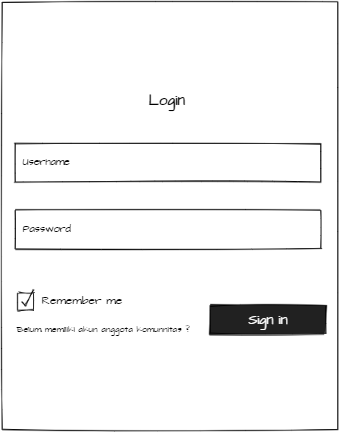 Login
Username
Password
Remember me
Sign in
Belum memiliki akun anggota komunitas ?